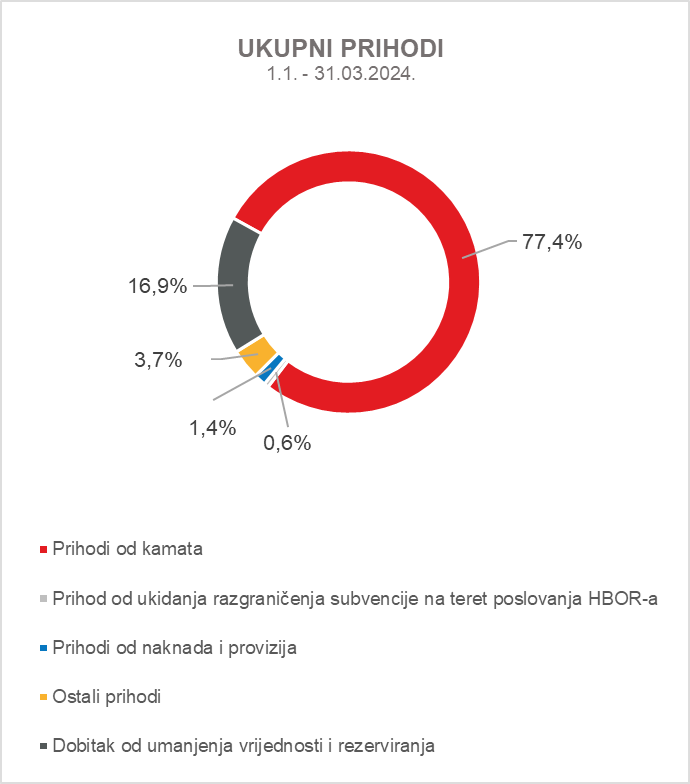 UKUPNI PRIHODI
1.1. - 31.03.2024.
77,4%
16,9%
3,7%
1,4%
0,6%
Prihodi od kamata
Prihod od ukidanja razgraničenja subvencije na teret poslovanja HBOR-a
Prihodi od naknada i provizija
Ostali prihodi
Dobitak od umanjenja vrijednosti i rezerviranja